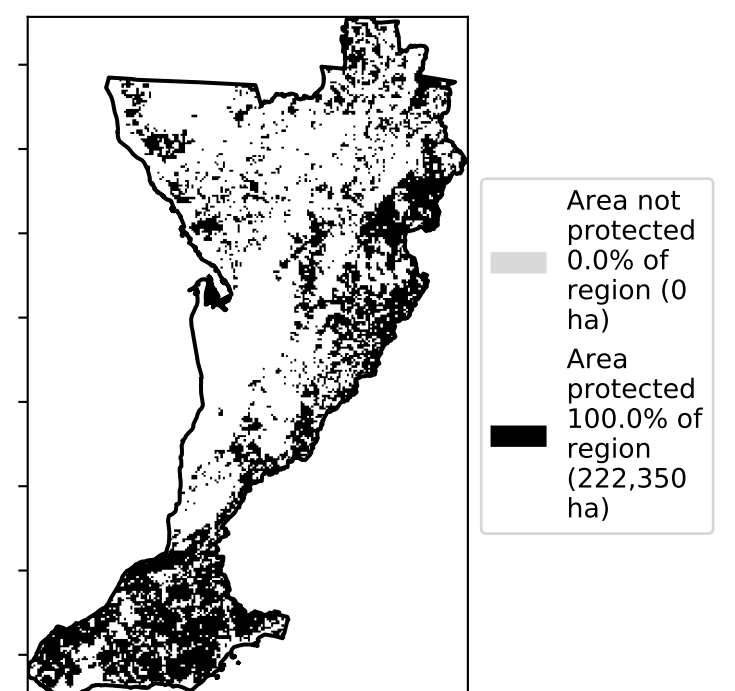 Area not
protected
0.0% of
region (0
ha)
Area
protected
100.0% of
region
(222,350
ha)